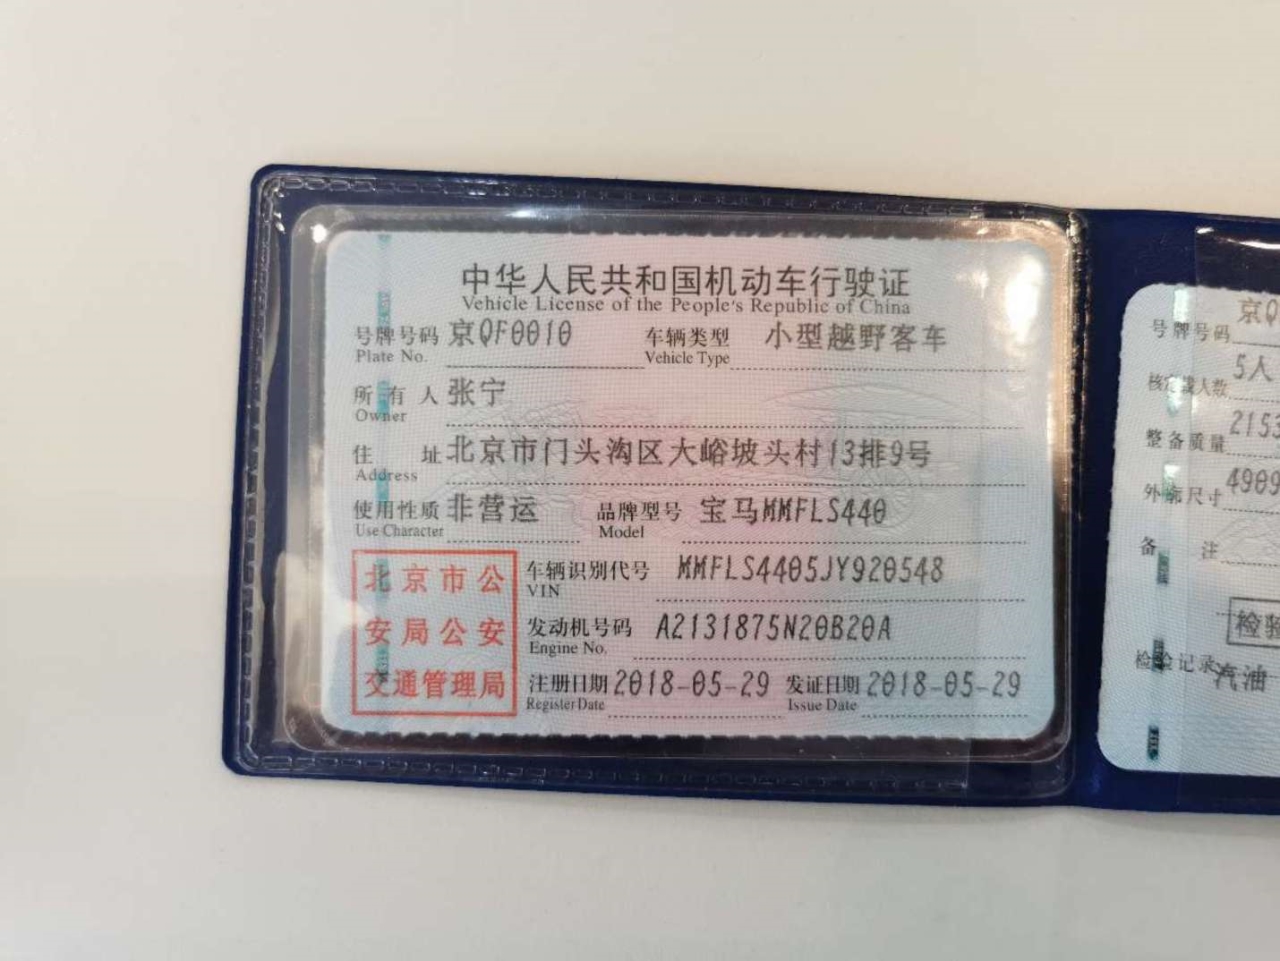 中华人民共和国机动车行驶证
Vehicle License of the People's Republic of China
号牌号码 京QF0010 车辆类型 小型越野客车
Plate No. Vehicle Type
所有人 张宁
Owner
住址 北京市门头沟区大峪坡头村13排9号
Address
使用性质 非营运 品牌型号 宝马MMFLS440
Use Character Model
车辆识别代号 MMFLS4405JY920548
VIN
发动机号码 A2131875N20B20A
Engine No.
注册日期 2018-05-29 发证日期 2018-05-29
Register Date Issue Date
北京市公
安局公安
交通管理局
号牌号码 京Q
核定载人数 5人
整备质量 2153
外廓尺寸 4909
备注
检验
检验记录 汽油